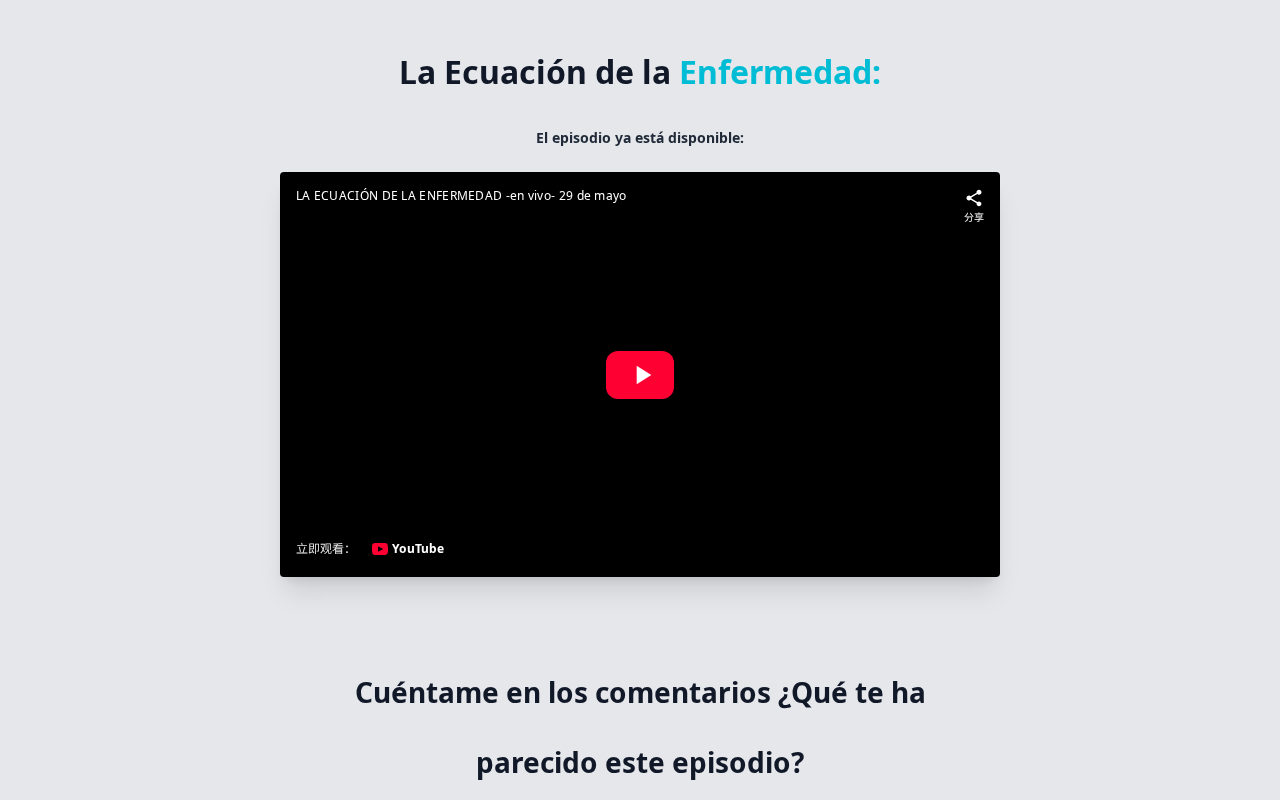 La Ecuación de la Enfermedad:
El episodio ya está disponible:
LA ECUACIÓN DE LA ENFERMEDAD -en vivo- 29 de mayo
分享
立即观看：
YouTube
Cuéntame en los comentarios ¿Qué te ha
parecido este episodio?